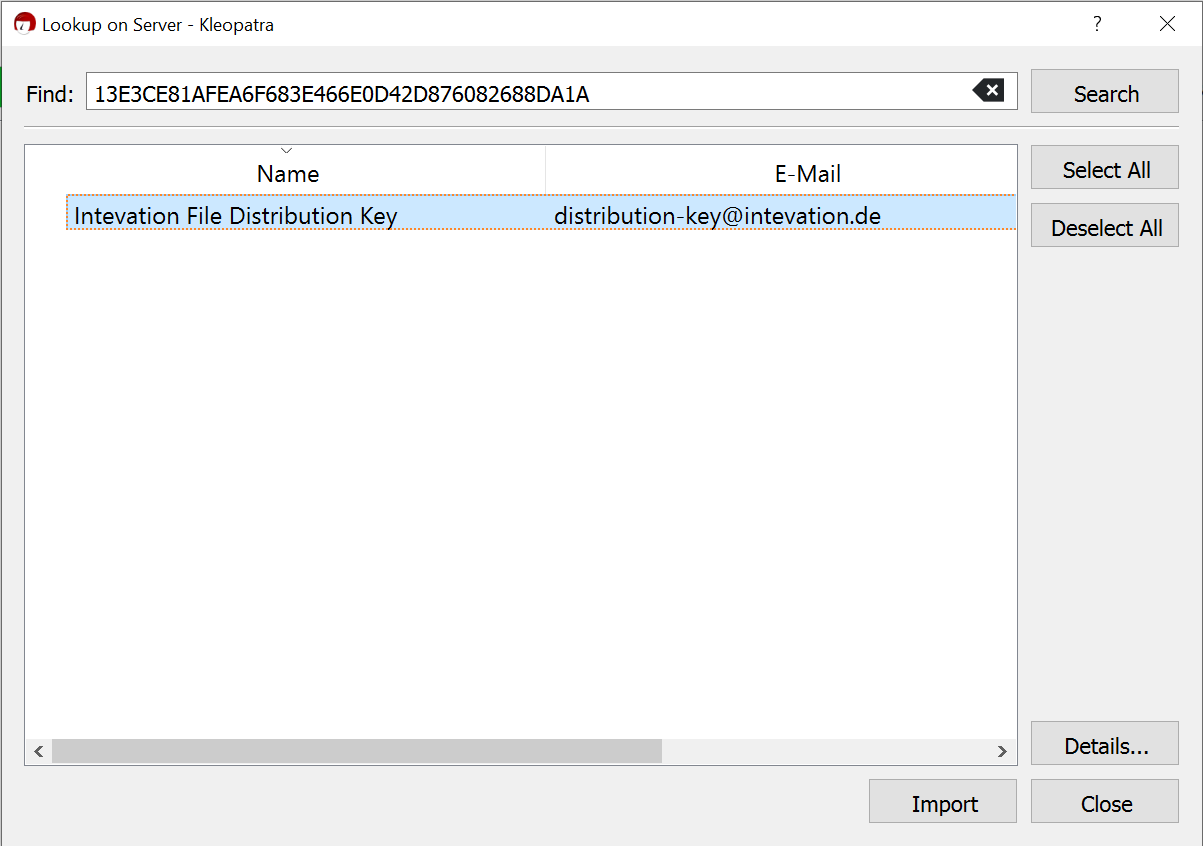 Lookup on Server - Kleopatra
Find: 13E3CE81AFEA6F683E466E0D42D876082688DA1A Search
Name E-Mail Select All
Intevation File Distribution Key distribution-key@intevation.de Deselect All
Details...
Import Close